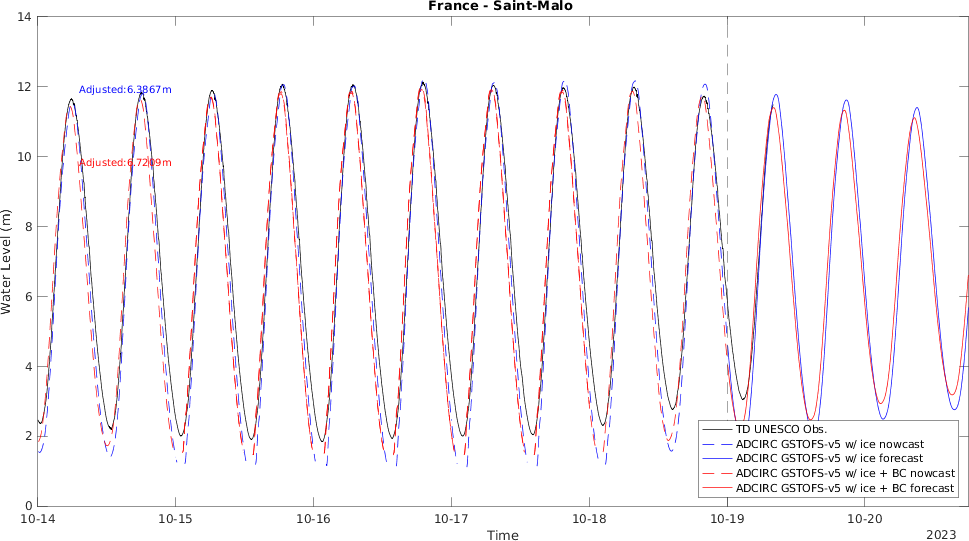 France - Saint-Malo
14
12
10
8
6
4
2
0
Water Level (m)
Adjusted:6.3867m
Adjusted:6.7209m
TD UNESCO Obs.
ADCIRC GSTOFS-v5 w/ ice nowcast
ADCIRC GSTOFS-v5 w/ ice forecast
ADCIRC GSTOFS-v5 w/ ice + BC nowcast
ADCIRC GSTOFS-v5 w/ ice + BC forecast
10-14 10-15 10-16 10-17 10-18 10-19 10-20
Time
2023